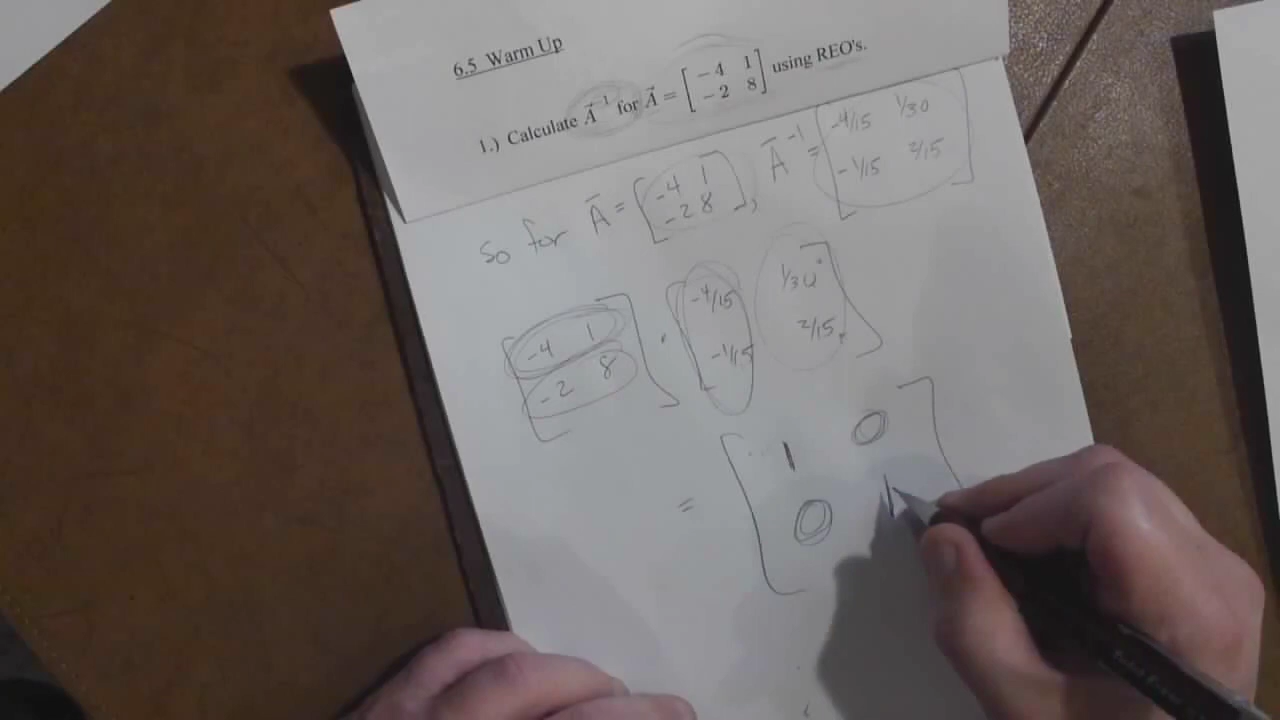 6.5 Warm Up
1.) Calculate A⃗⁻¹ for A⃗ = [ -4 1 ; -2 8 ] using REO's.
So for A̅ = [ -4 1 ; -2 8 ], A̅⁻¹ = [ -4/15 1/30 ; -1/15 2/15 ]
[ -4 1 ; -2 8 ] · [ -4/15 1/30 ; -1/15 2/15 ]
= [ 1 0 ; 0 1 ]